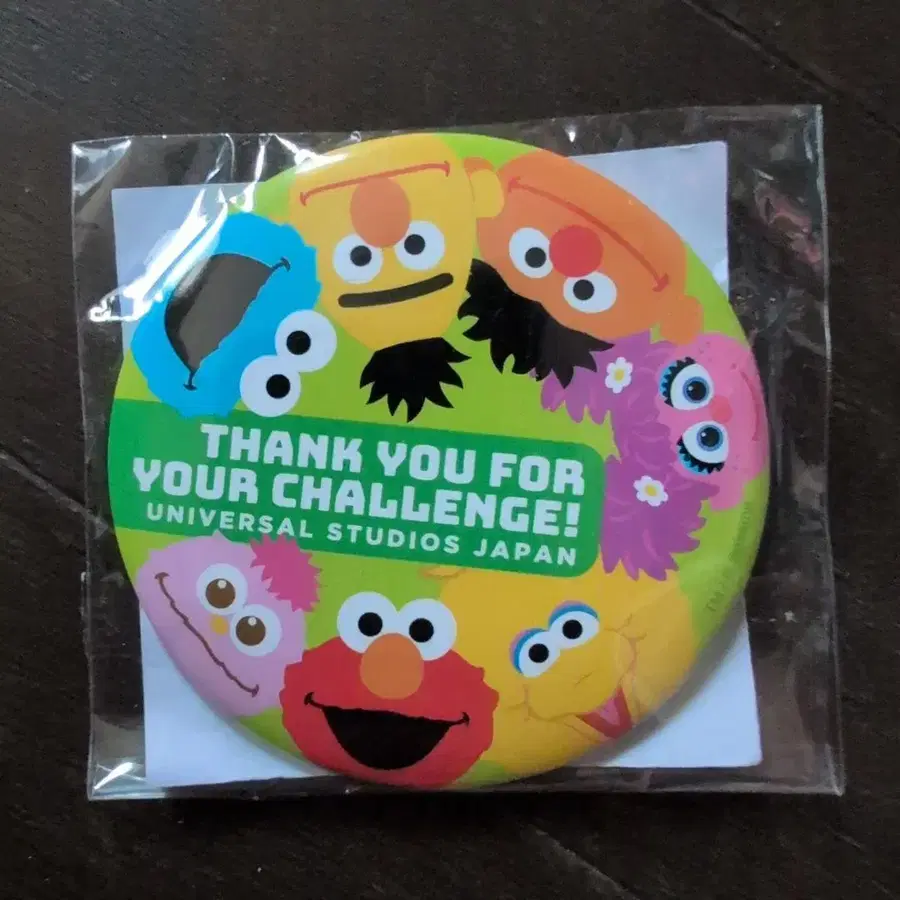 THANK YOU FOR
YOUR CHALLENGE!
UNIVERSAL STUDIOS JAPAN